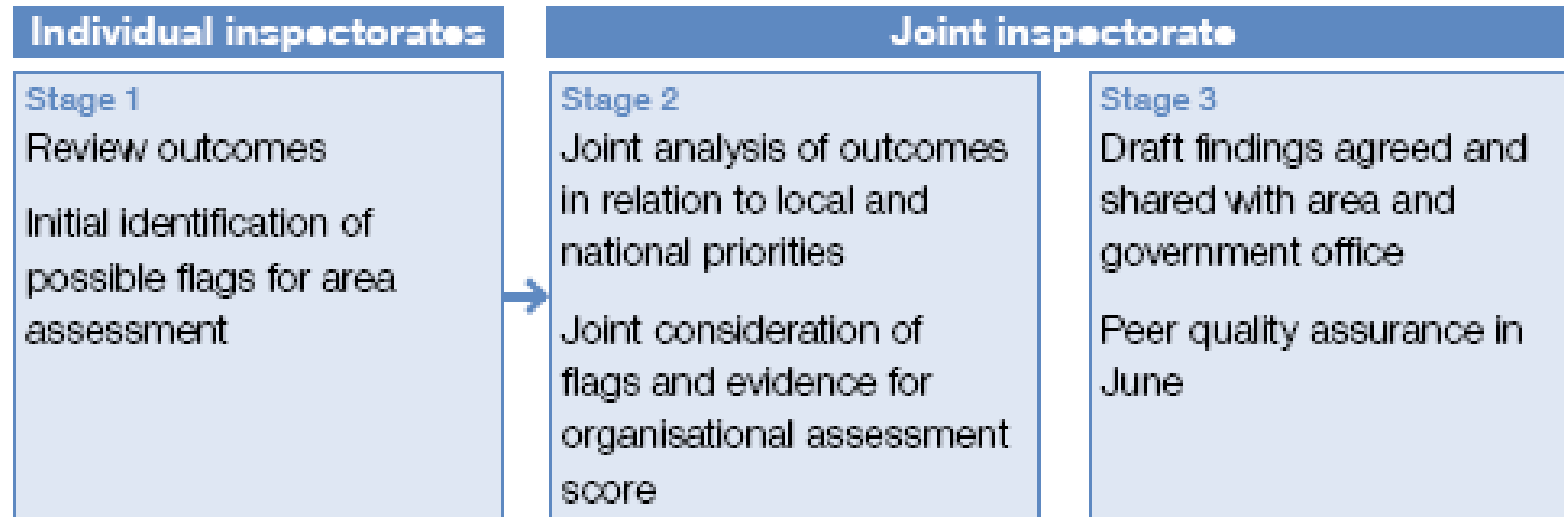 Individual inspectorates
Joint inspectorate
Stage 1
Review outcomes
Initial identification of
possible flags for area
assessment
Stage 2
Joint analysis of outcomes
in relation to local and
national priorities
Joint consideration of
flags and evidence for
organisational assessment
score
Stage 3
Draft findings agreed and
shared with area and
government office
Peer quality assurance in
June